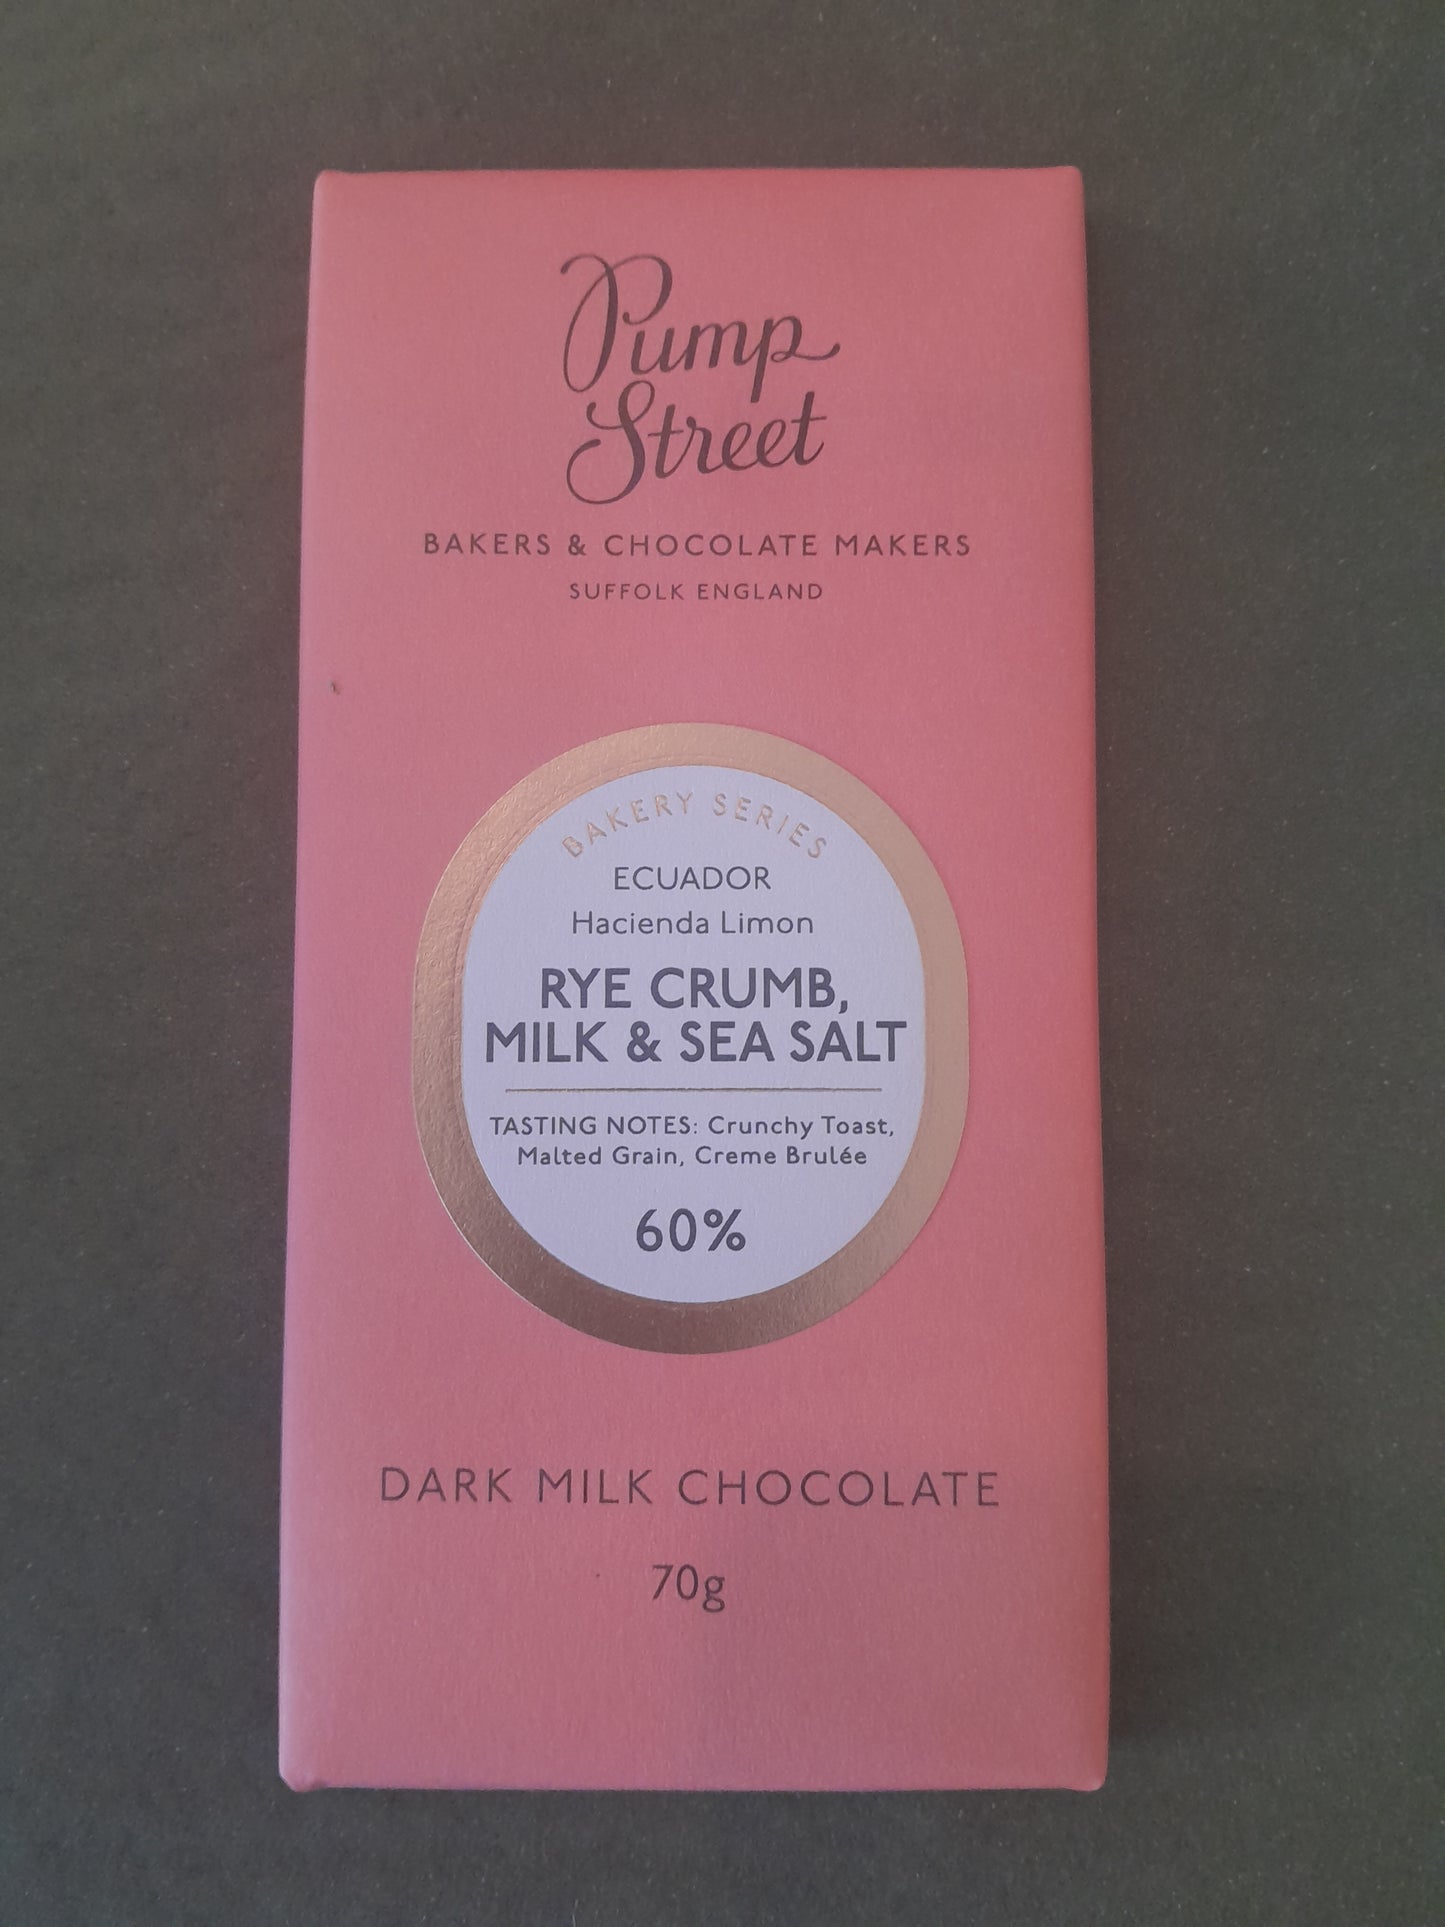 Pump
Street
BAKERS & CHOCOLATE MAKERS
SUFFOLK ENGLAND
BAKERY SERIES
ECUADOR
Hacienda Limon
RYE CRUMB,
MILK & SEA SALT
TASTING NOTES: Crunchy Toast,
Malted Grain, Creme Brulée
60%
DARK MILK CHOCOLATE
70g